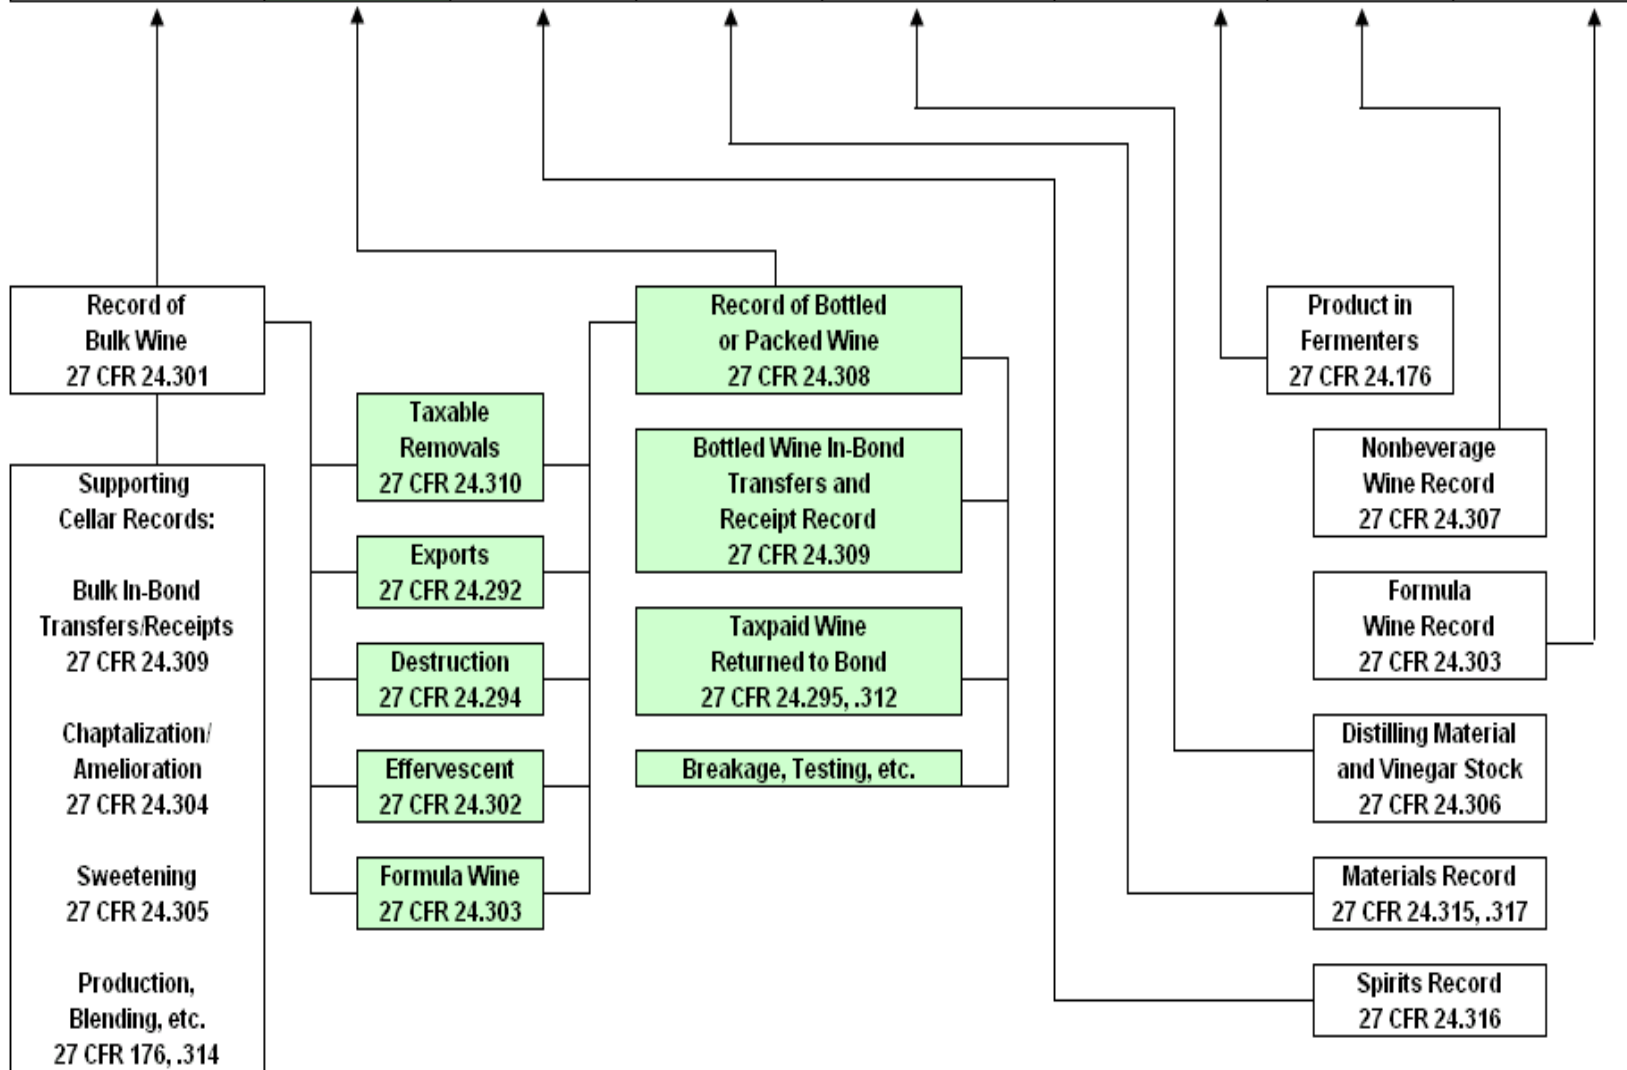 Record of
Bulk Wine
27 CFR 24.301
Supporting
Cellar Records:
Bulk In-Bond
Transfers/Receipts
27 CFR 24.309
Chaptalization/
Amelioration
27 CFR 24.304
Sweetening
27 CFR 24.305
Production,
Blending, etc.
27 CFR 176, .314
Taxable
Removals
27 CFR 24.310
Exports
27 CFR 24.292
Destruction
27 CFR 24.294
Effervescent
27 CFR 24.302
Formula Wine
27 CFR 24.303
Record of Bottled
or Packed Wine
27 CFR 24.308
Bottled Wine In-Bond
Transfers and
Receipt Record
27 CFR 24.309
Taxpaid Wine
Returned to Bond
27 CFR 24.295, .312
Breakage, Testing, etc.
Product in
Fermenters
27 CFR 24.176
Nonbeverage
Wine Record
27 CFR 24.307
Formula
Wine Record
27 CFR 24.303
Distilling Material
and Vinegar Stock
27 CFR 24.306
Materials Record
27 CFR 24.315, .317
Spirits Record
27 CFR 24.316